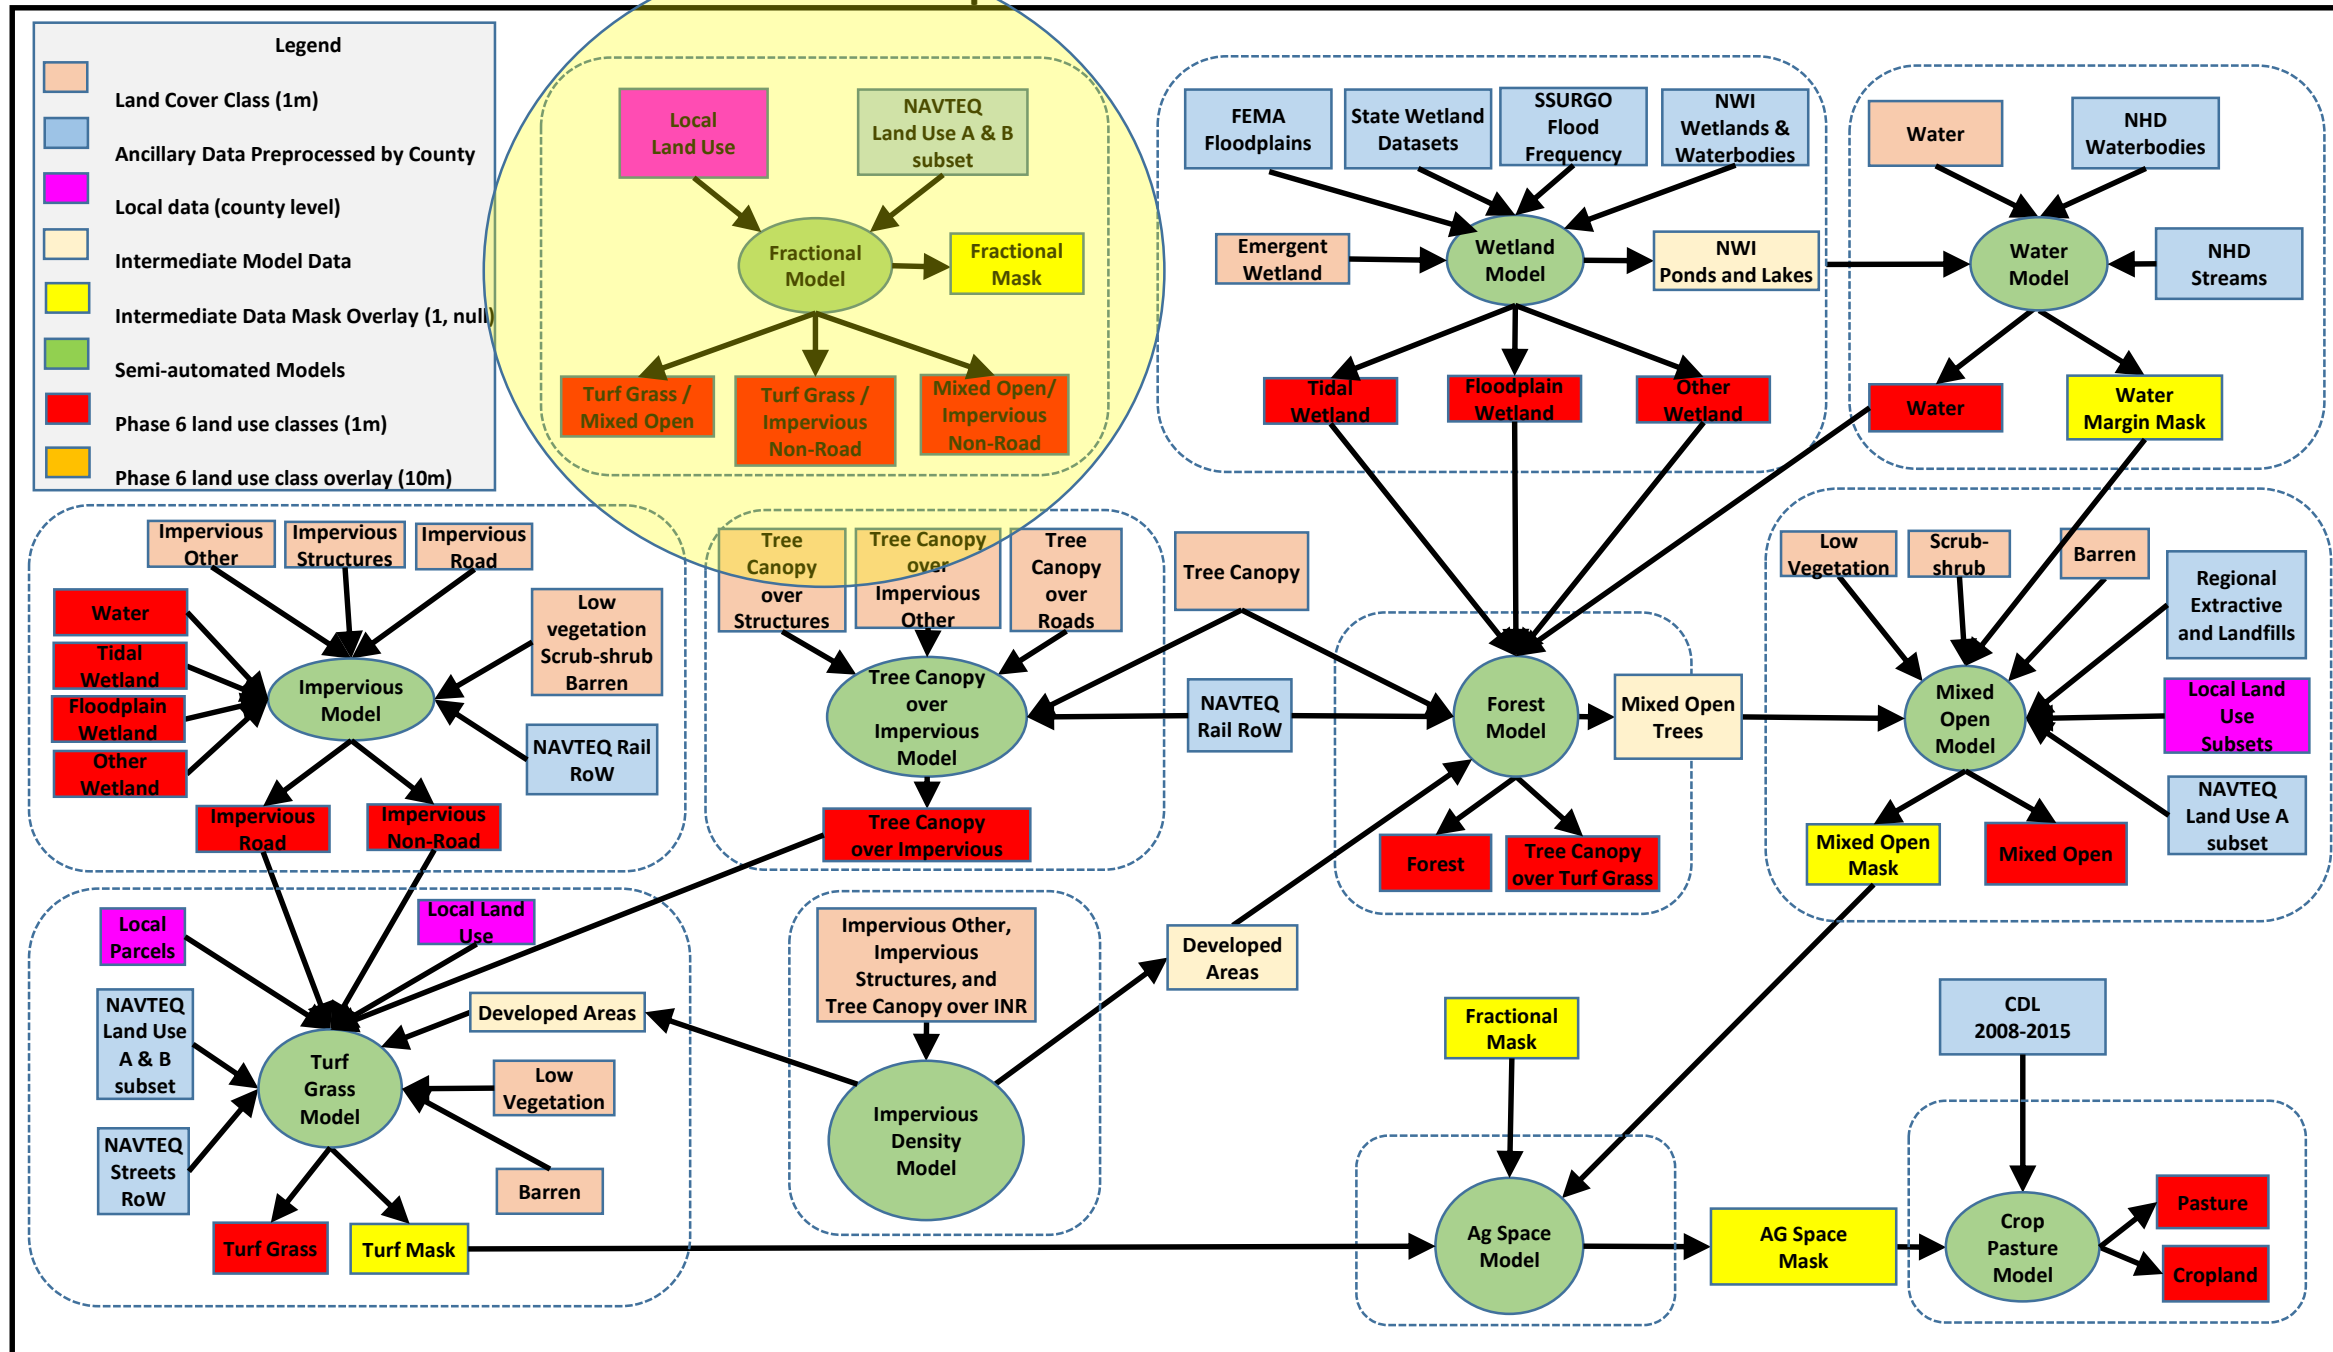 Legend
Land Cover Class (1m)
Ancillary Data Preprocessed by County
Local data (county level)
Intermediate Model Data
Intermediate Data Mask Overlay (1, null)
Semi-automated Models
Phase 6 land use classes (1m)
Phase 6 land use class overlay (10m)
Local
Land Use
NAVTEQ
Land Use A & B
subset
Fractional
Model
Fractional
Mask
Turf Grass /
Mixed Open
Turf Grass /
Impervious
Non-Road
Mixed Open/
Impervious
Non-Road
FEMA
Floodplains
State Wetland
Datasets
SSURGO
Flood
Frequency
NWI
Wetlands &
Waterbodies
Emergent
Wetland
Wetland
Model
NWI
Ponds and Lakes
Tidal
Wetland
Floodplain
Wetland
Other
Wetland
Water
NHD
Waterbodies
Water
Model
NHD
Streams
Water
Water
Margin Mask
Impervious
Other
Impervious
Structures
Impervious
Road
Water
Tidal
Wetland
Floodplain
Wetland
Other
Wetland
Impervious
Model
Low
vegetation
Scrub-shrub
Barren
NAVTEQ Rail
RoW
Impervious
Road
Impervious
Non-Road
Tree
Canopy
over
Structures
Tree Canopy
over
Impervious
Other
Tree
Canopy
over
Roads
Tree Canopy
over
Impervious
Model
Tree Canopy
over Impervious
Tree Canopy
NAVTEQ
Rail RoW
Forest
Model
Mixed Open
Trees
Forest
Tree Canopy
over Turf Grass
Low
Vegetation
Scrub-
shrub
Barren
Regional
Extractive
and Landfills
Mixed
Open
Model
Local Land
Use
Subsets
NAVTEQ
Land Use A
subset
Mixed Open
Mask
Mixed Open
Local
Parcels
Local Land
Use
NAVTEQ
Land Use
A & B
subset
Developed Areas
Turf
Grass
Model
Low
Vegetation
NAVTEQ
Streets
RoW
Barren
Turf Grass
Turf Mask
Impervious Other,
Impervious
Structures, and
Tree Canopy over INR
Impervious
Density
Model
Developed
Areas
Fractional
Mask
Ag Space
Model
AG Space
Mask
CDL
2008-2015
Crop
Pasture
Model
Pasture
Cropland